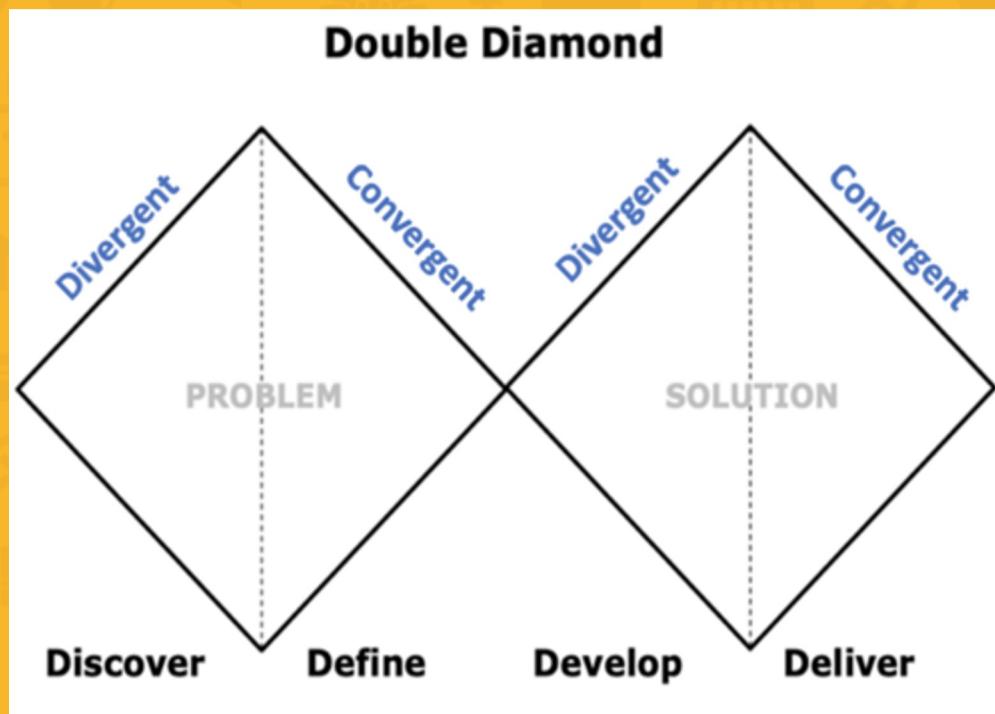 Double Diamond
Divergent
Convergent
Divergent
Convergent
PROBLEM
SOLUTION
Discover
Define
Develop
Deliver